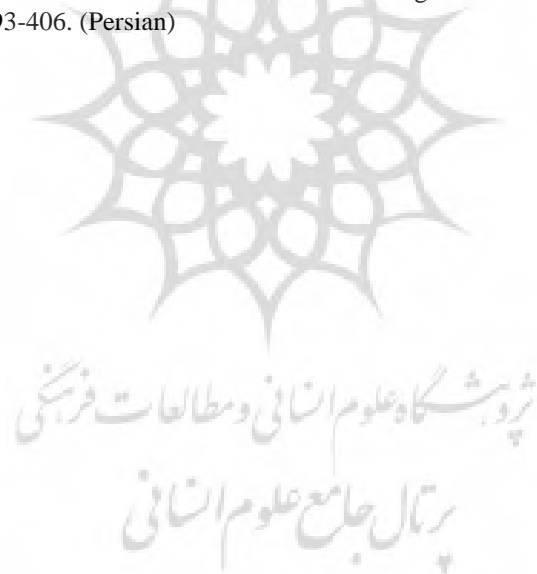 93-406. (Persian)
پژوهشگاه علوم انسانی و مطالعات فرهنگی
پرتال جامع علوم انسانی